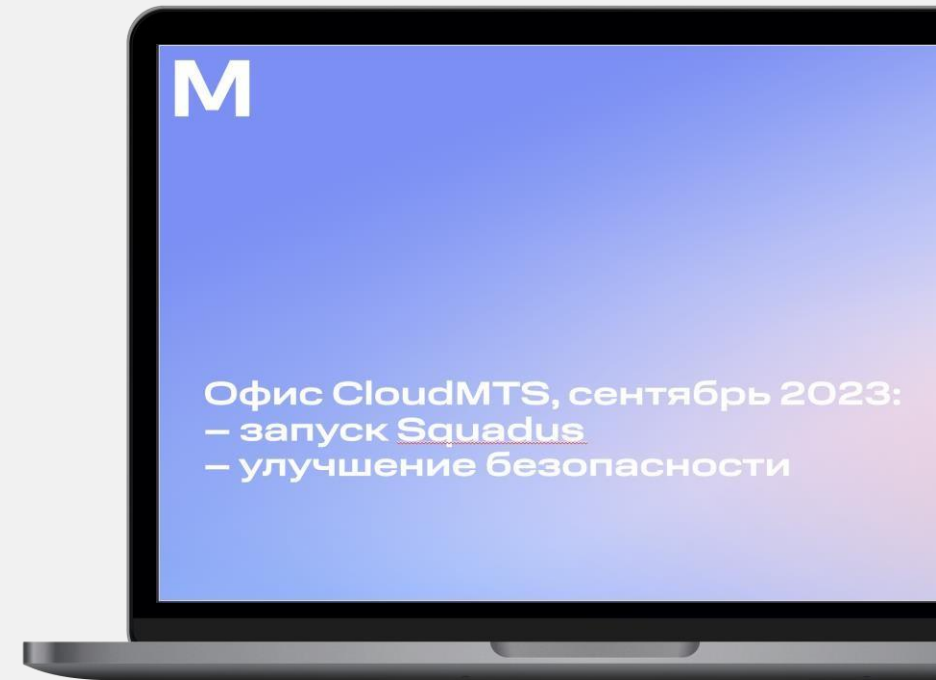 M
Офис CloudMTS, сентябрь 2023:
– запуск Squadus
– улучшение безопасности